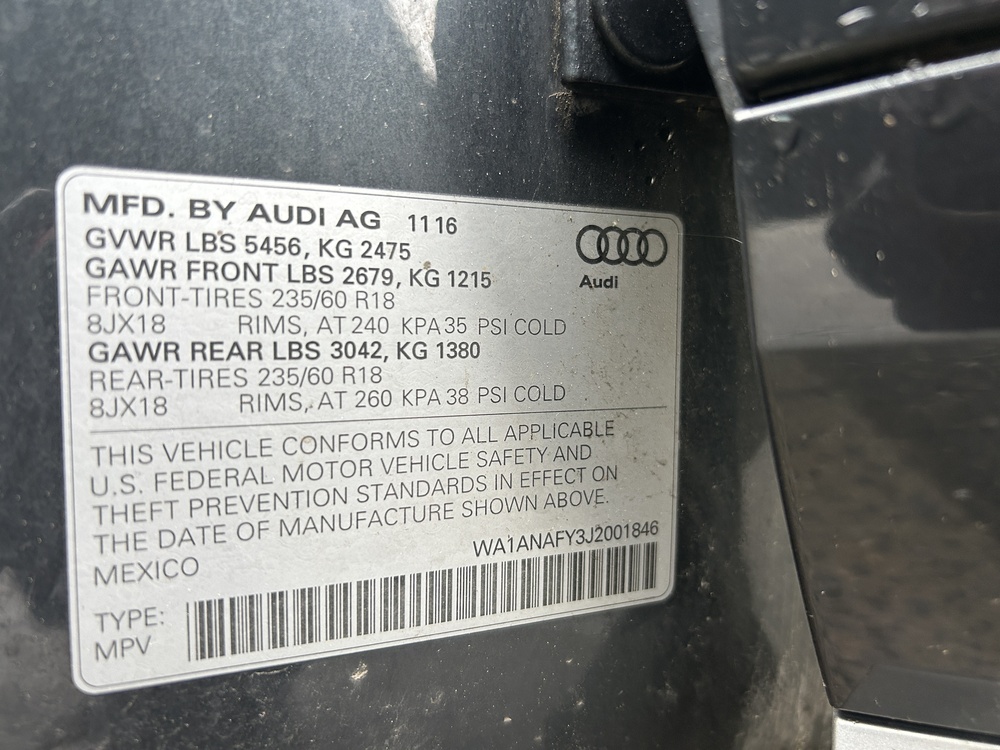 MFD. BY AUDI AG 11 16
GVWR LBS 5456, KG 2475
GAWR FRONT LBS 2679, KG 1215
FRONT-TIRES 235/60 R18
8JX18 RIMS, AT 240 KPA 35 PSI COLD
GAWR REAR LBS 3042, KG 1380
REAR-TIRES 235/60 R18
8JX18 RIMS, AT 260 KPA 38 PSI COLD
Audi
THIS VEHICLE CONFORMS TO ALL APPLICABLE
U.S. FEDERAL MOTOR VEHICLE SAFETY AND
THEFT PREVENTION STANDARDS IN EFFECT ON
THE DATE OF MANUFACTURE SHOWN ABOVE.
WA1ANAFY3J2001846
MEXICO
TYPE:
MPV